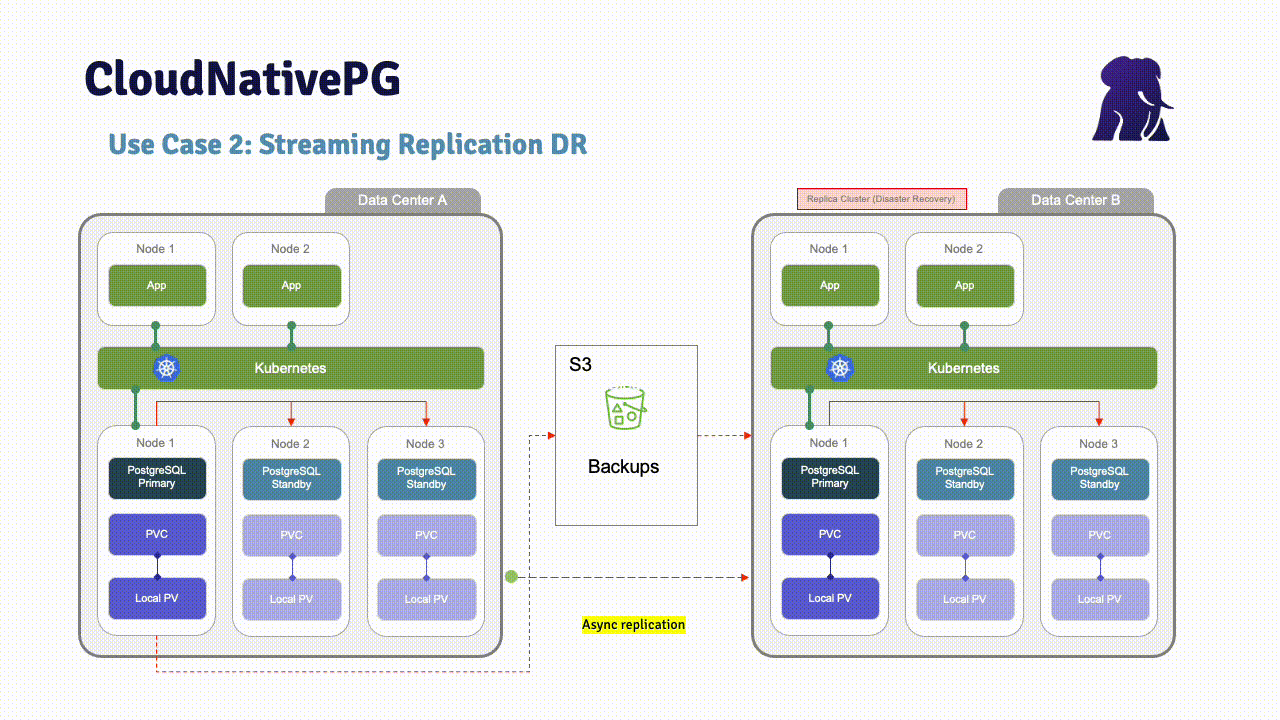 CloudNativePG
Use Case 2: Streaming Replication DR
Data Center A
Node 1
Node 2
App
App
Kubernetes
Node 1
Node 2
Node 3
PostgreSQL
Primary
PostgreSQL
Standby
PostgreSQL
Standby
PVC
PVC
PVC
Local PV
Local PV
Local PV
S3
Backups
Async replication
Replica Cluster (Disaster Recovery)
Data Center B
Node 1
Node 2
App
App
Kubernetes
Node 1
Node 2
Node 3
PostgreSQL
Primary
PostgreSQL
Standby
PostgreSQL
Standby
PVC
PVC
PVC
Local PV
Local PV
Local PV